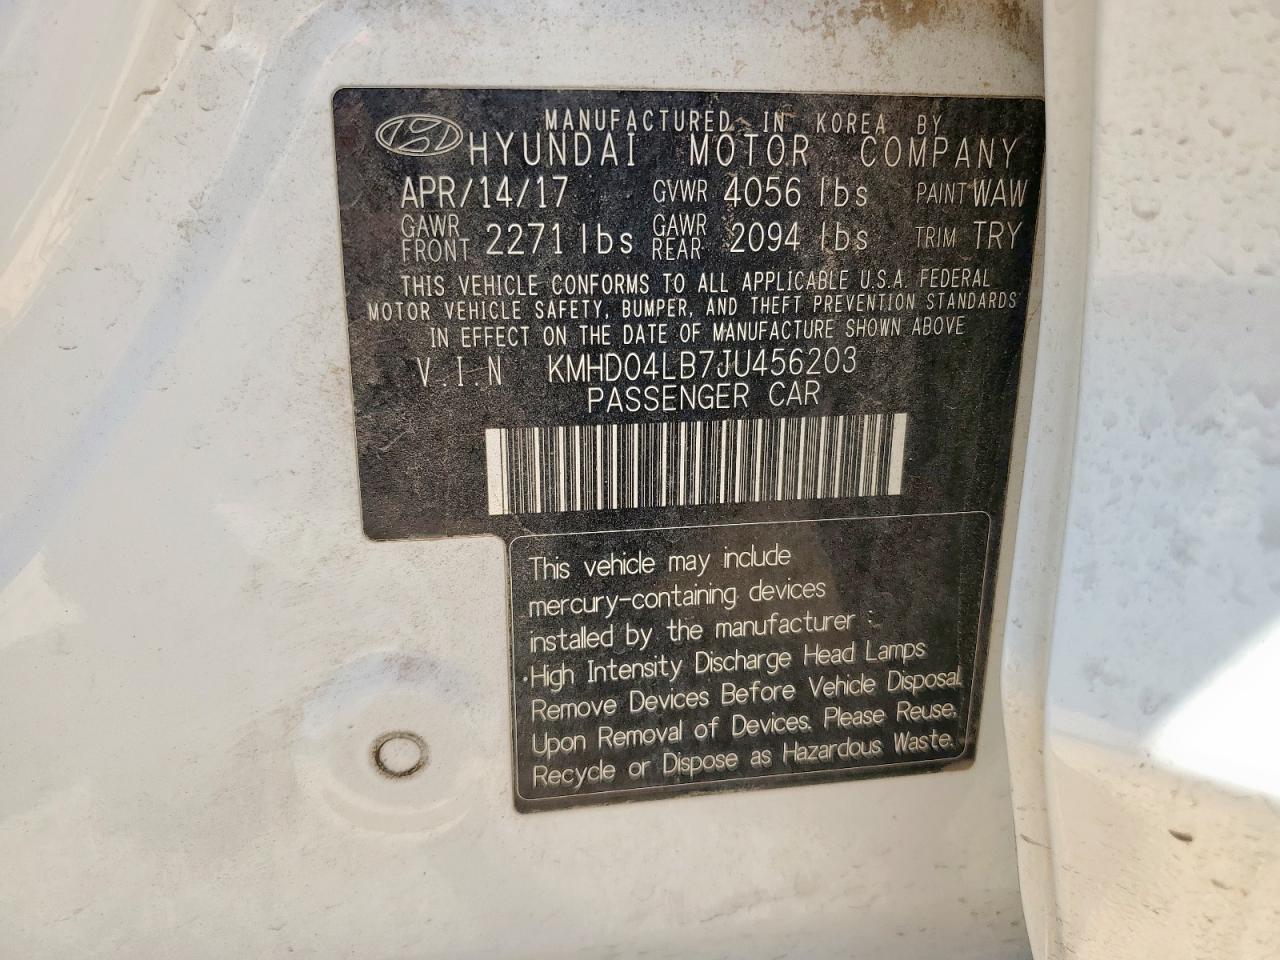 MANUFACTURED IN KOREA BY
HYUNDAI MOTOR COMPANY
APR/14/17 GVWR 4056 lbs PAINT WAW
GAWR FRONT 2271 lbs GAWR REAR 2094 lbs TRIM TRY
THIS VEHICLE CONFORMS TO ALL APPLICABLE U.S.A. FEDERAL
MOTOR VEHICLE SAFETY, BUMPER, AND THEFT PREVENTION STANDARDS
IN EFFECT ON THE DATE OF MANUFACTURE SHOWN ABOVE
V.I.N KMHD04LB7JU456203
PASSENGER CAR
This vehicle may include
mercury-containing devices
installed by the manufacturer :
·High Intensity Discharge Head Lamps
Remove Devices Before Vehicle Disposal.
Upon Removal of Devices, Please Reuse,
Recycle or Dispose as Hazardous Waste.